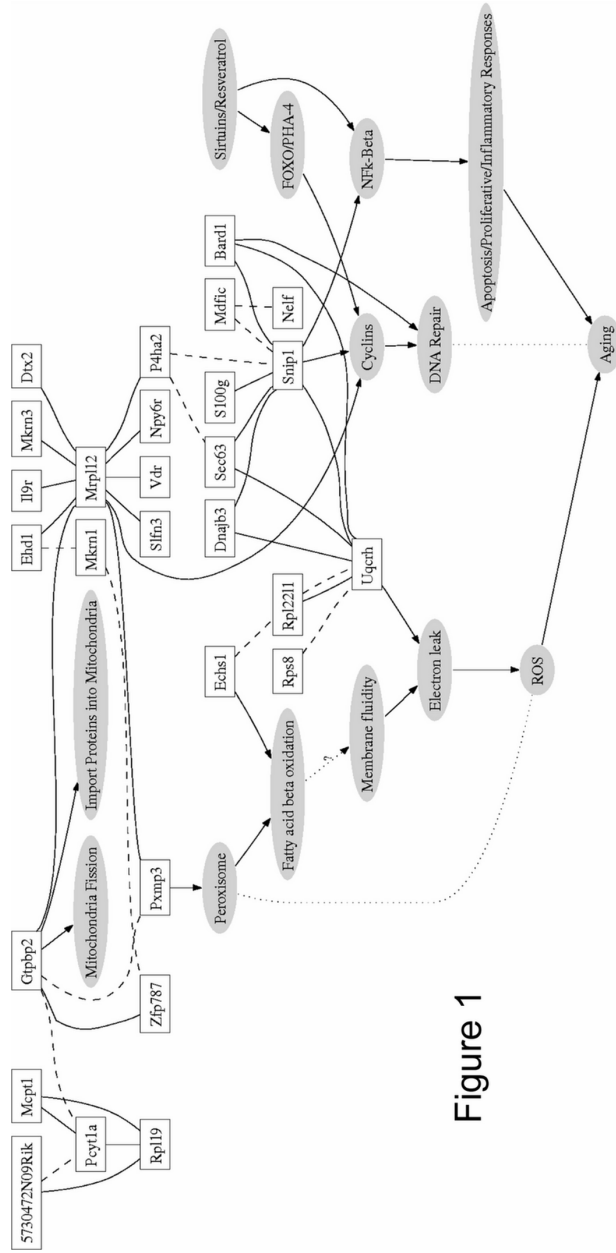 5730472N09Rik
Mcpt1
Gtpbp2
Ehd1
Il9r
Mkrn3
Dtx2
Pcyt1a
Mitochondria Fission
Import Proteins into Mitochondria
Mkrn1
Mrpl12
Rpl19
Zfp787
Pxmp3
Slfn3
Vdr
Npy6r
P4ha2
Peroxisome
Echs1
Dnajb3
Sec63
S100g
Mdfic
Bard1
Sirtuins/Resveratrol
Fatty acid beta oxidation
Rps8
Rpl22l1
Snip1
Nelf
FOXO/PHA-4
?
Membrane fluidity
Uqcrh
Cyclins
NFk-Beta
Electron leak
DNA Repair
ROS
Apoptosis/Proliferative/Inflammatory Responses
Aging
Figure 1